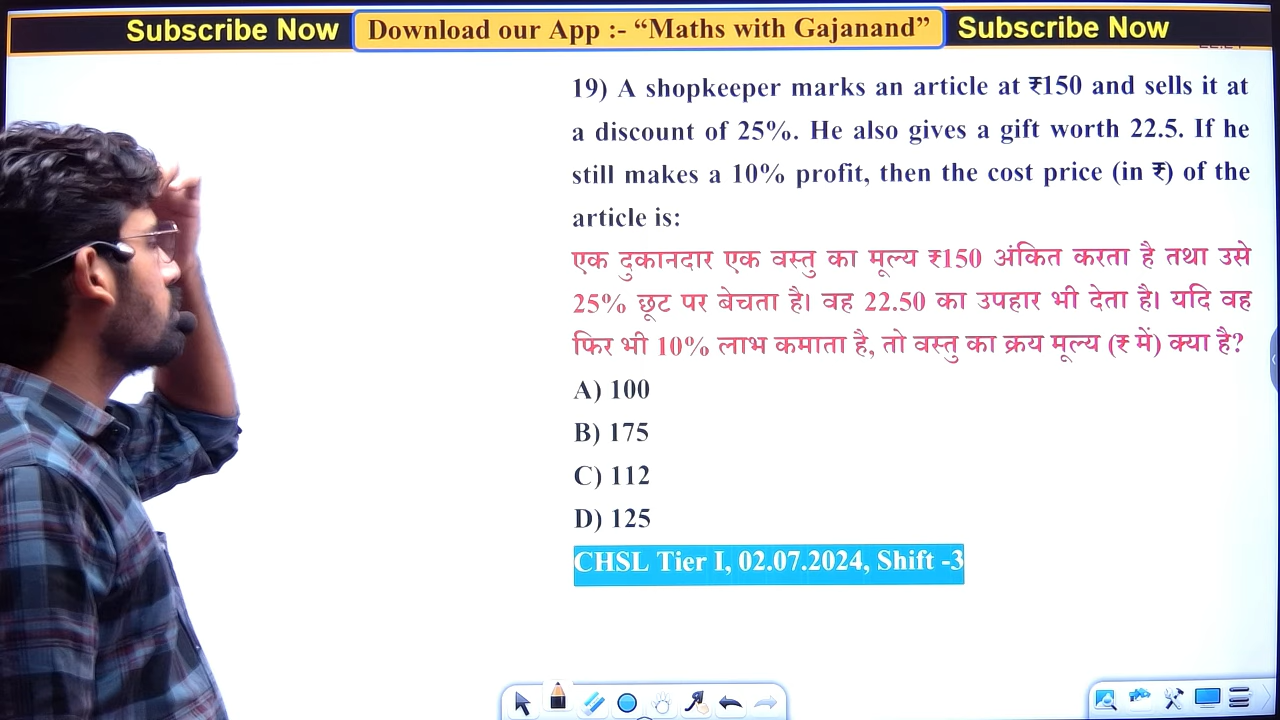 Subscribe Now Download our App :- “Maths with Gajanand” Subscribe Now
19) A shopkeeper marks an article at ₹150 and sells it at
a discount of 25%. He also gives a gift worth 22.5. If he
still makes a 10% profit, then the cost price (in ₹) of the
article is:
एक दुकानदार एक वस्तु का मूल्य ₹150 अंकित करता है तथा उसे
25% छूट पर बेचता है। वह 22.50 का उपहार भी देता है। यदि वह
फिर भी 10% लाभ कमाता है, तो वस्तु का क्रय मूल्य (₹ में) क्या है?
A) 100
B) 175
C) 112
D) 125
CHSL Tier I, 02.07.2024, Shift -3